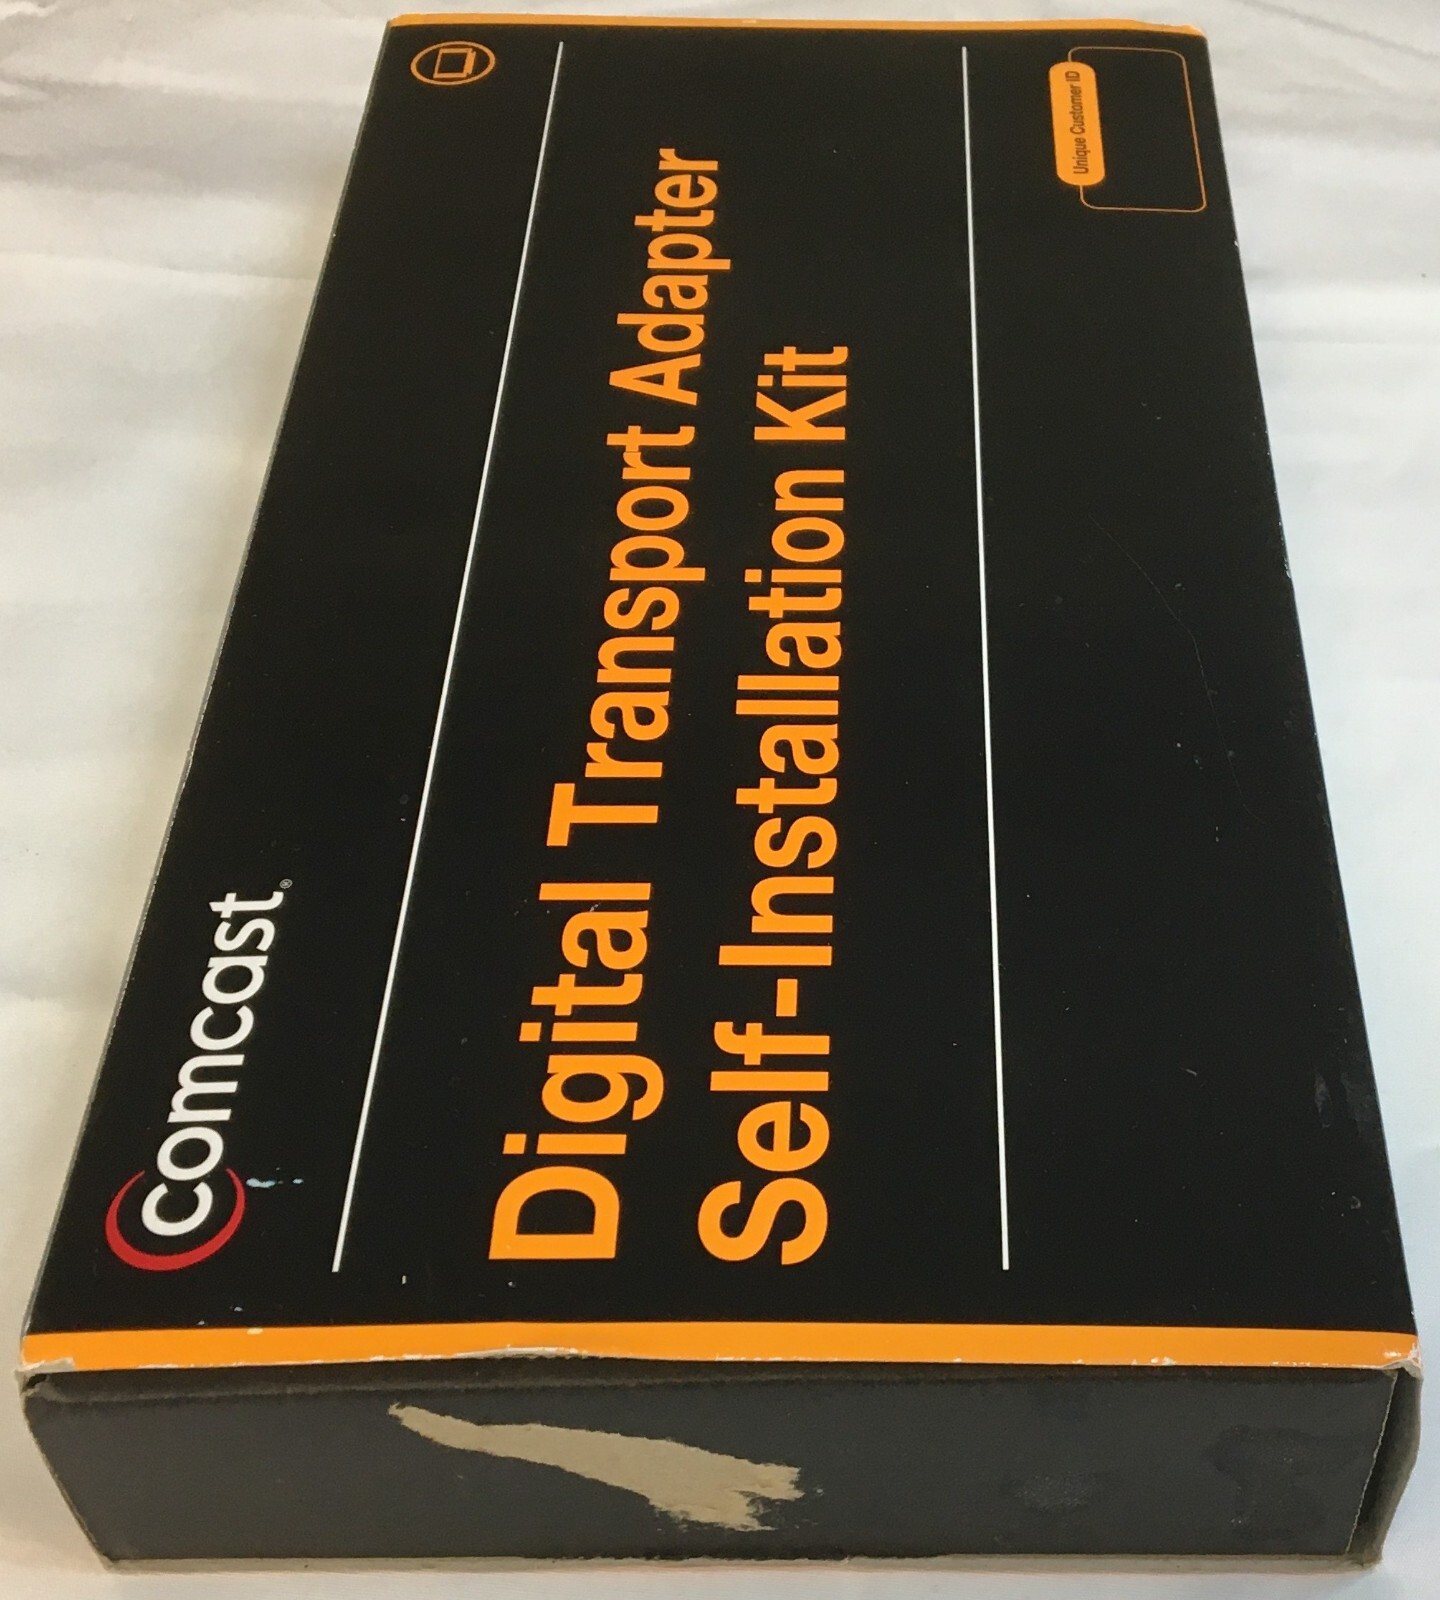 comcast®
Digital Transport Adapter
Self-Installation Kit
Unique Customer ID